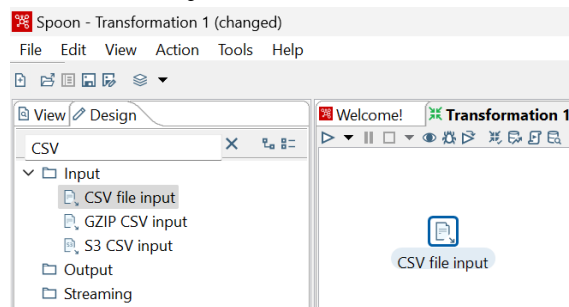 Spoon - Transformation 1 (changed)
File Edit View Action Tools Help
View Design
Welcome! Transformation 1
CSV
Input
CSV file input
GZIP CSV input
S3 CSV input
Output
Streaming
CSV file input